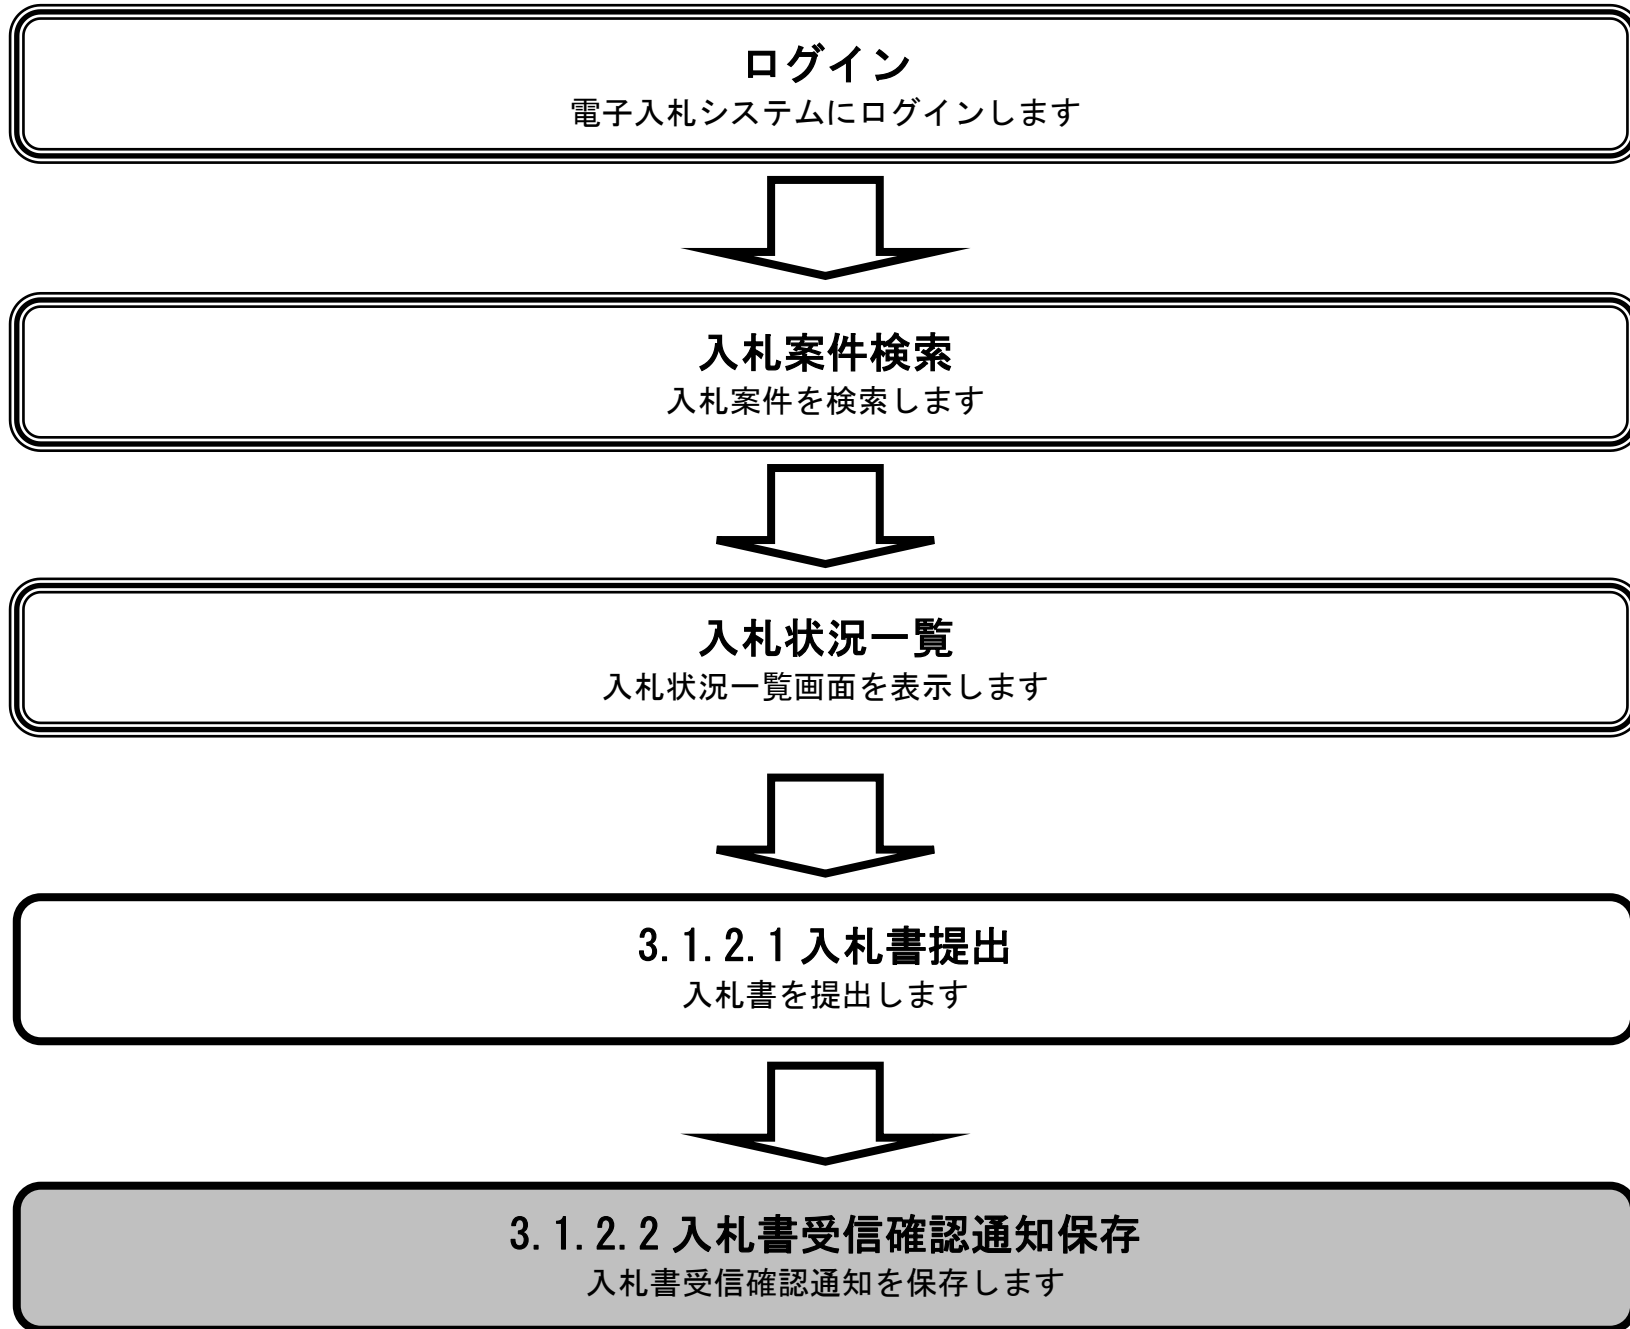 ログイン
電子入札システムにログインします
入札案件検索
入札案件を検索します
入札状況一覧
入札状況一覧画面を表示します
3.1.2.1 入札書提出
入札書を提出します
3.1.2.2 入札書受信確認通知保存
入札書受信確認通知を保存します